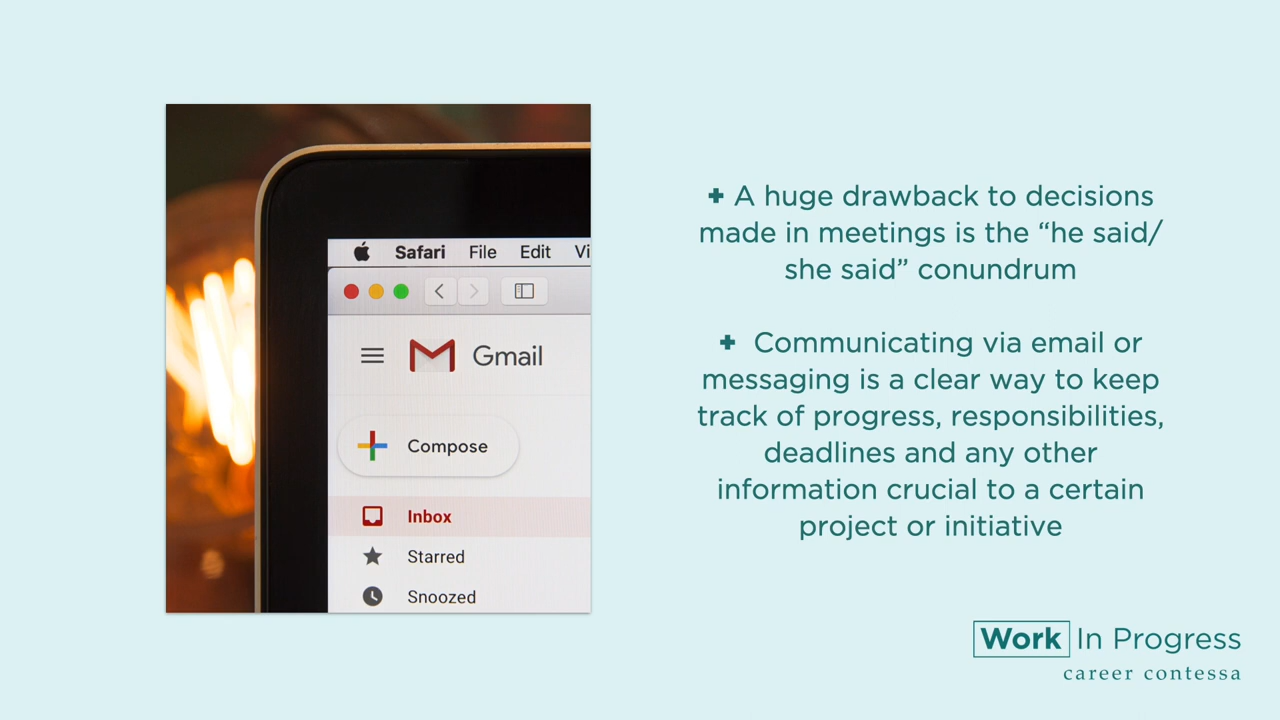 Safari File Edit Vi
Gmail
Compose
Inbox
Starred
Snoozed
+ A huge drawback to decisions
made in meetings is the “he said/
she said” conundrum
+ Communicating via email or
messaging is a clear way to keep
track of progress, responsibilities,
deadlines and any other
information crucial to a certain
project or initiative
Work In Progress
career contessa